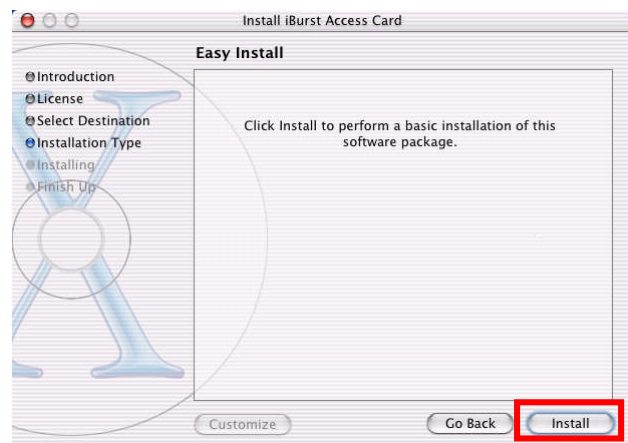 Install iBurst Access Card
Easy Install
Introduction
License
Select Destination
Installation Type
Installing
Finish Up
Click Install to perform a basic installation of this
software package.
Customize
Go Back
Install